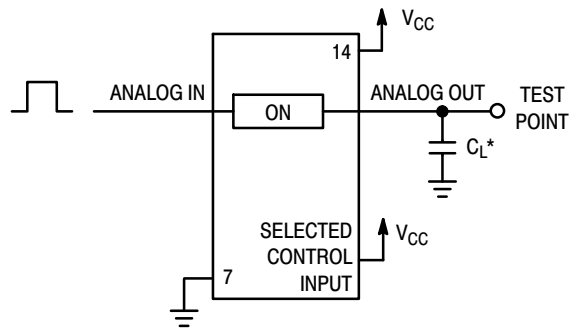 VCC
14
ANALOG IN
ON
ANALOG OUT
TEST
POINT
CL*
SELECTED
CONTROL
INPUT
VCC
7